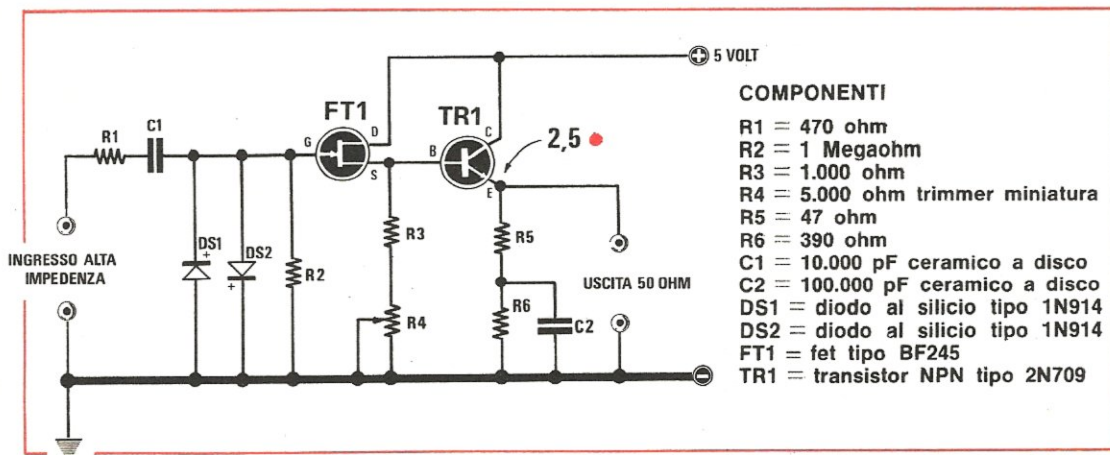 5 VOLT
FT1
TR1
2,5
R1
C1
G
D
S
B
C
E
DS1
+
DS2
+
R2
R3
R4
R5
R6
C2
INGRESSO ALTA
IMPEDENZA
USCITA 50 OHM
COMPONENTI
R1 = 470 ohm
R2 = 1 Megaohm
R3 = 1.000 ohm
R4 = 5.000 ohm trimmer miniatura
R5 = 47 ohm
R6 = 390 ohm
C1 = 10.000 pF ceramico a disco
C2 = 100.000 pF ceramico a disco
DS1 = diodo al silicio tipo 1N914
DS2 = diodo al silicio tipo 1N914
FT1 = fet tipo BF245
TR1 = transistor NPN tipo 2N709